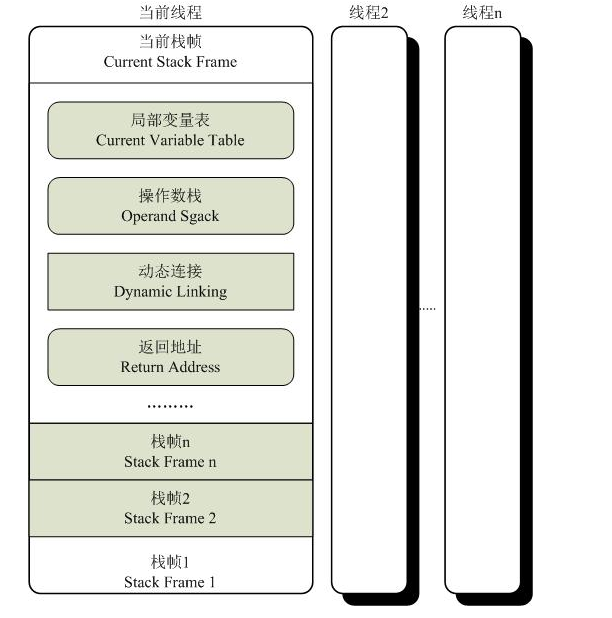 当前线程
线程2
线程n
当前栈帧
Current Stack Frame
局部变量表
Current Variable Table
操作数栈
Operand Sgack
动态连接
Dynamic Linking
返回地址
Return Address
………
栈帧n
Stack Frame n
栈帧2
Stack Frame 2
栈帧1
Stack Frame 1
.....